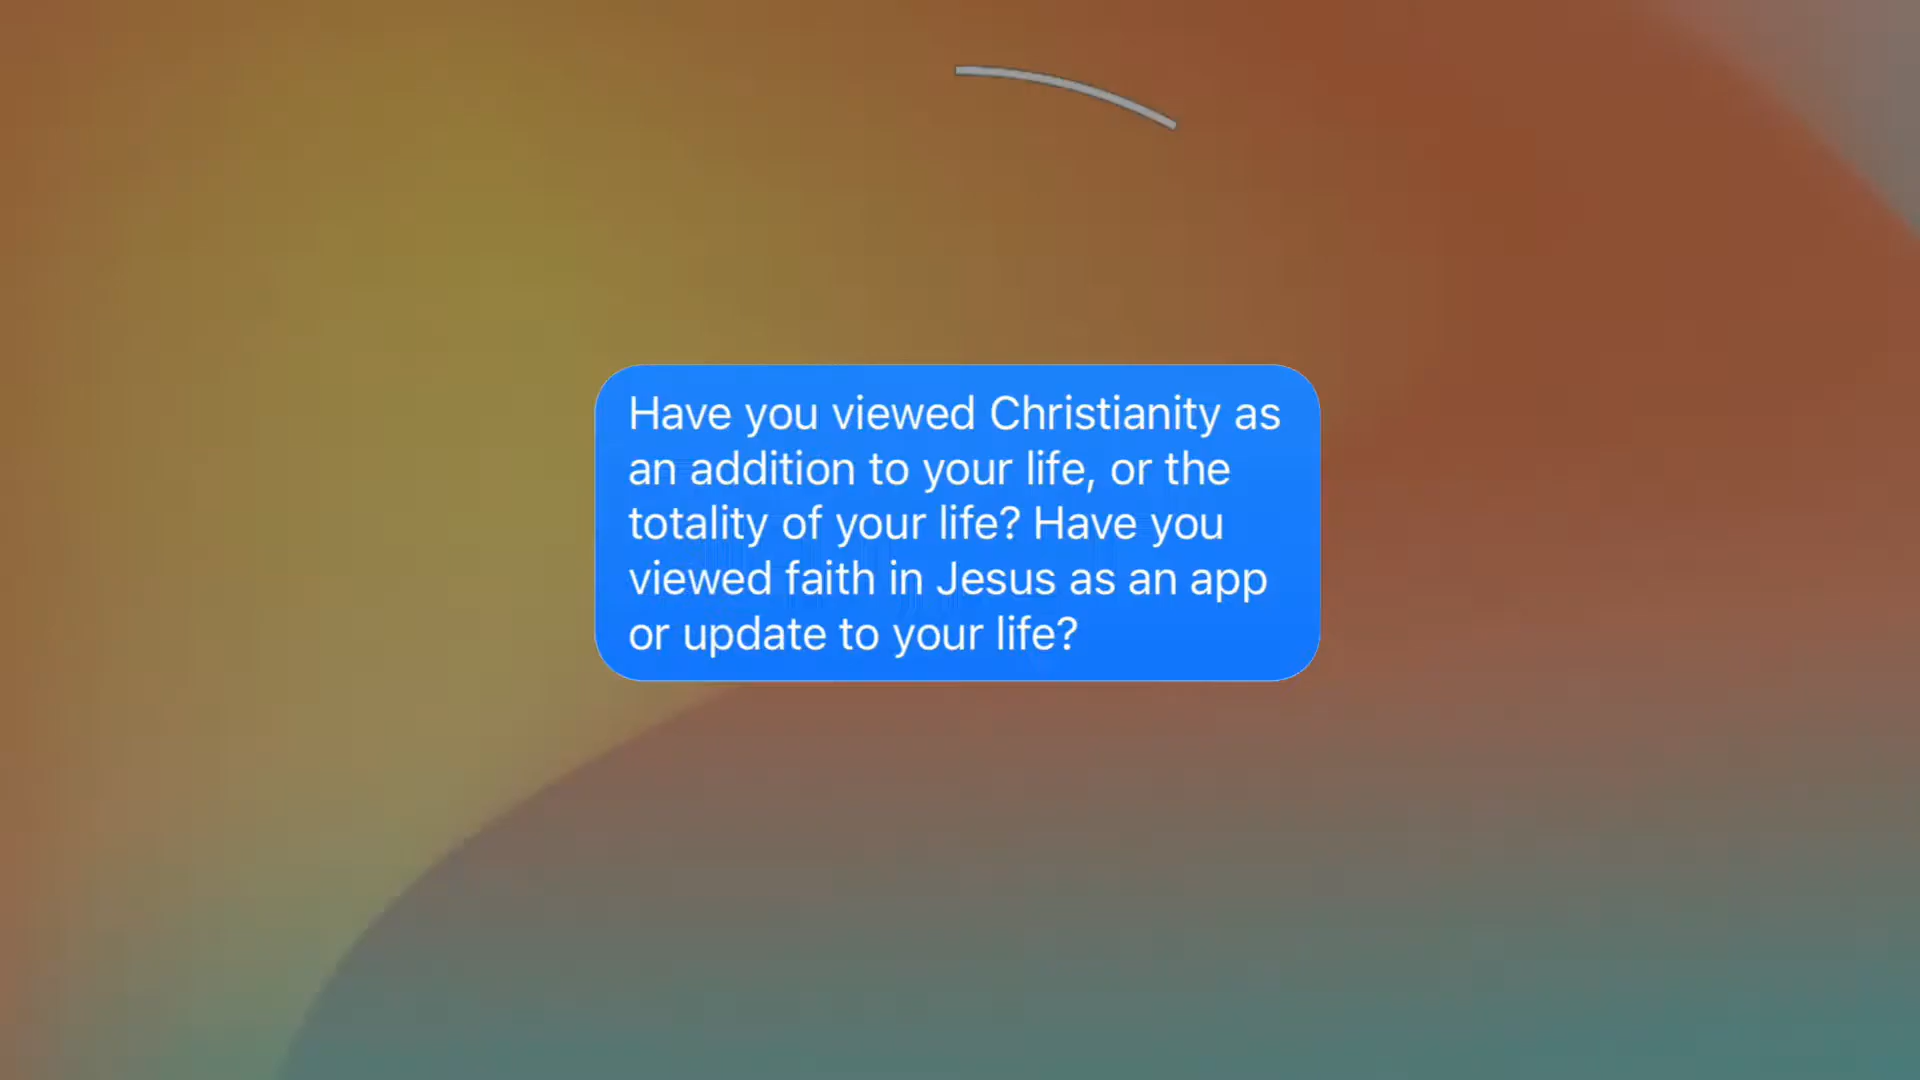 Have you viewed Christianity as
an addition to your life, or the
totality of your life? Have you
viewed faith in Jesus as an app
or update to your life?